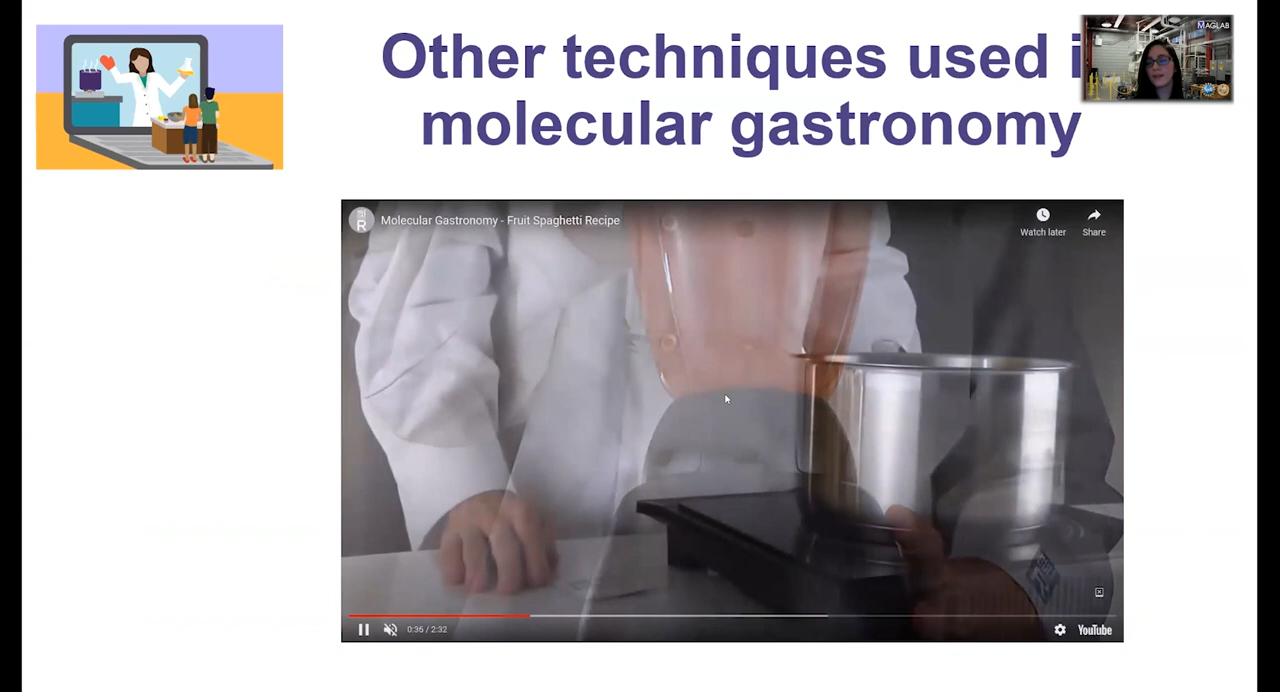 Other techniques used i
molecular gastronomy
MAGLAB
R
Molecular Gastronomy - Fruit Spaghetti Recipe
Watch later
Share
0:36 / 2:32
YouTube